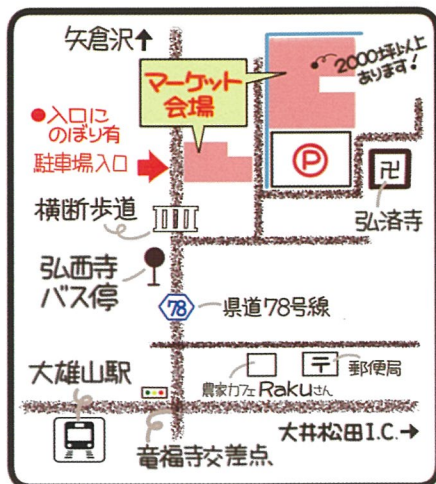 矢倉沢↑
2000坪以上
あります!
マーケット
会場
●入口に
のぼり有
駐車場入口
P
卍
弘済寺
横断歩道
弘西寺
バス停
78
県道78号線
大雄山駅
農家カフェ Rakuさん
〒
郵便局
大井松田I.C.→
竜福寺交差点